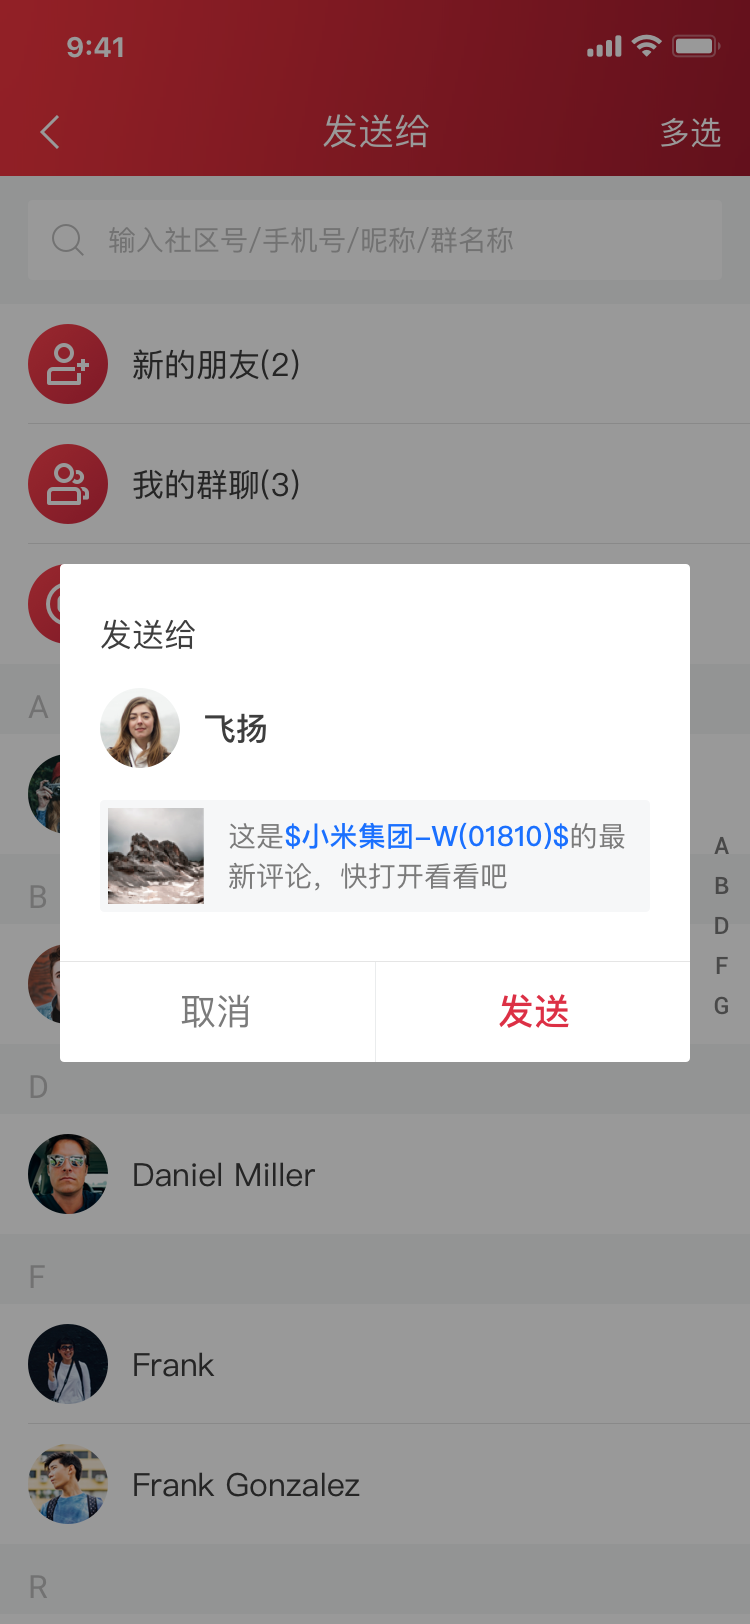 9:41
发送给
多选
输入社区号/手机号/昵称/群名称
新的朋友(2)
我的群聊(3)
发送给
A
飞扬
这是$小米集团-W(01810)$的最
新评论，快打开看看吧
A
B
B
D
F
G
取消
发送
D
Daniel Miller
F
Frank
Frank Gonzalez
R